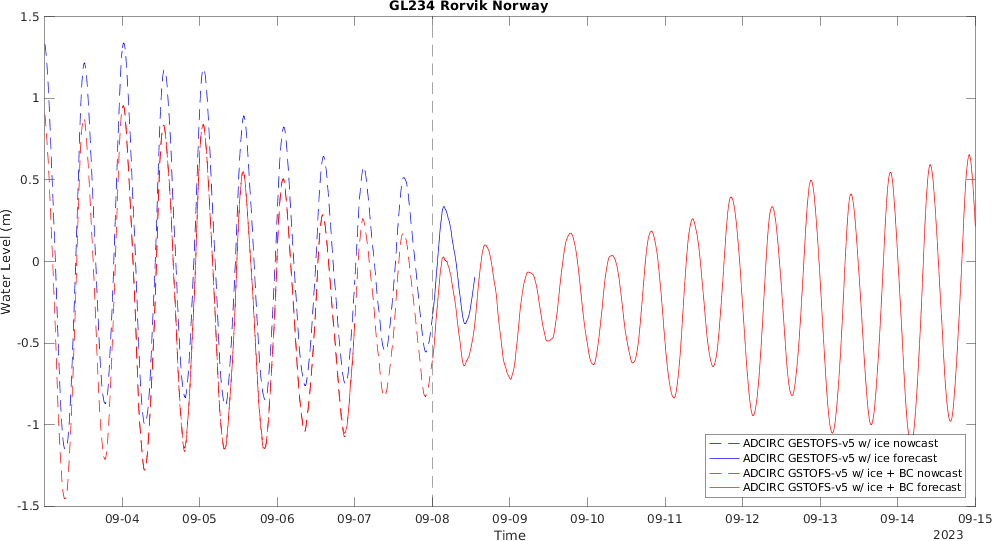 GL234 Rorvik Norway
Water Level (m)
1.5
1
0.5
0
-0.5
-1
-1.5
ADCIRC GESTOFS-v5 w/ ice nowcast
ADCIRC GESTOFS-v5 w/ ice forecast
ADCIRC GSTOFS-v5 w/ ice + BC nowcast
ADCIRC GSTOFS-v5 w/ ice + BC forecast
09-04 09-05 09-06 09-07 09-08 09-09 09-10 09-11 09-12 09-13 09-14 09-15
Time
2023